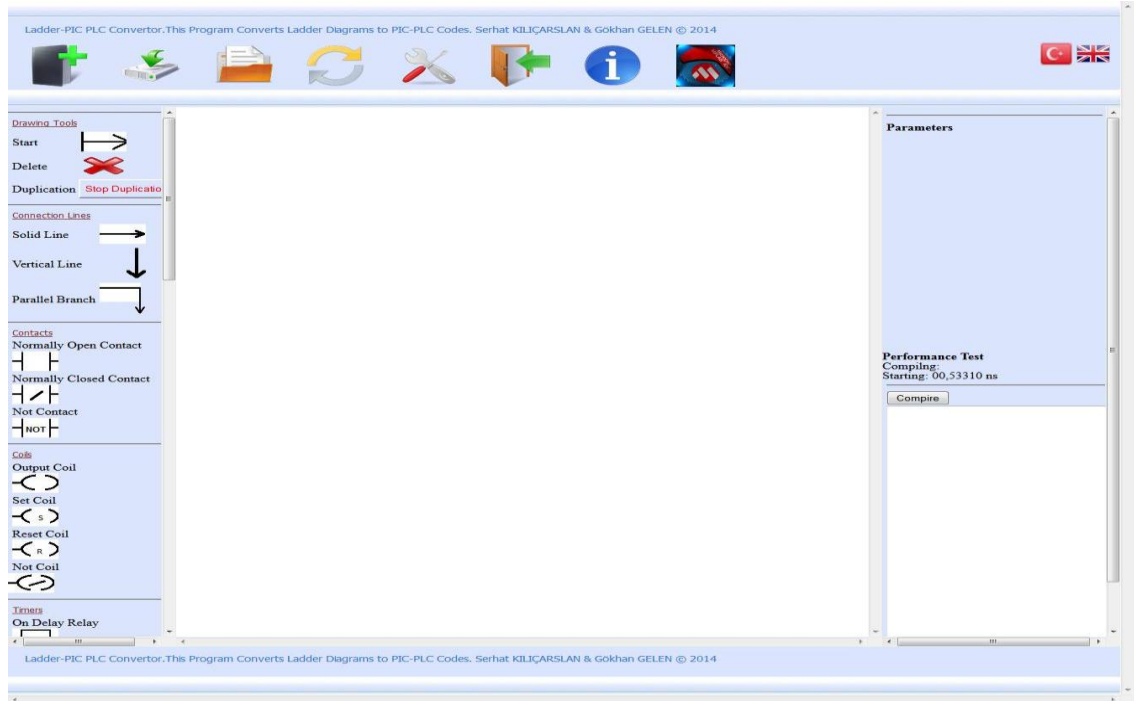 Ladder-PIC PLC Convertor.This Program Converts Ladder Diagrams to PIC-PLC Codes. Serhat KILIÇARSLAN & Gökhan GELEN © 2014
Drawing Tools
Start
Delete
Duplication Stop Duplicatio
Connection Lines
Solid Line
Vertical Line
Parallel Branch
Contacts
Normally Open Contact
Normally Closed Contact
Not Contact
NOT
Coils
Output Coil
Set Coil
S
Reset Coil
R
Not Coil
Timers
On Delay Relay
Parameters
Performance Test
Compilng:
Starting: 00,53310 ns
Compire
Ladder-PIC PLC Convertor.This Program Converts Ladder Diagrams to PIC-PLC Codes. Serhat KILIÇARSLAN & Gökhan GELEN © 2014